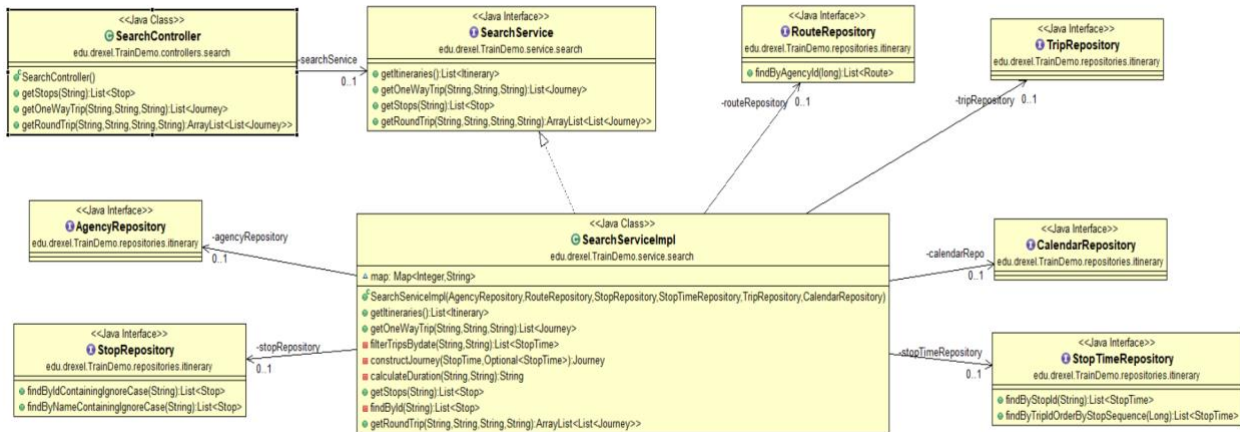 <<Java Class>>
SearchController
edu.drexel.TrainDemo.controllers.search
SearchController()
getStops(String):List<Stop>
getOneWayTrip(String,String,String):List<Journey>
getRoundTrip(String,String,String,String):ArrayList<List<Journey>>
-searchService
0..1
<<Java Interface>>
SearchService
edu.drexel.TrainDemo.service.search
getItineraries():List<Itinerary>
getOneWayTrip(String,String,String):List<Journey>
getStops(String):List<Stop>
getRoundTrip(String,String,String,String):ArrayList<List<Journey>>
<<Java Interface>>
RouteRepository
edu.drexel.TrainDemo.repositories.itinerary
findByAgencyId(long):List<Route>
-routeRepository
0..1
<<Java Interface>>
TripRepository
edu.drexel.TrainDemo.repositories.itinerary
-tripRepository
0..1
<<Java Interface>>
AgencyRepository
edu.drexel.TrainDemo.repositories.itinerary
-agencyRepository
0..1
<<Java Class>>
SearchServiceImpl
edu.drexel.TrainDemo.service.search
map: Map<Integer,String>
SearchServiceImpl(AgencyRepository,RouteRepository,StopRepository,StopTimeRepository,TripRepository,CalendarRepository)
getItineraries():List<Itinerary>
getOneWayTrip(String,String,String):List<Journey>
filterTripsBydate(String,String):List<StopTime>
constructJourney(StopTime,Optional<StopTime>):Journey
calculateDuration(String,String):String
getStops(String):List<Stop>
findById(String):List<Stop>
getRoundTrip(String,String,String,String):ArrayList<List<Journey>>
<<Java Interface>>
CalendarRepository
edu.drexel.TrainDemo.repositories.itinerary
-calendarRepo
0..1
<<Java Interface>>
StopRepository
edu.drexel.TrainDemo.repositories.itinerary
findByIdContainingIgnoreCase(String):List<Stop>
findByNameContainingIgnoreCase(String):List<Stop>
-stopRepository
0..1
<<Java Interface>>
StopTimeRepository
edu.drexel.TrainDemo.repositories.itinerary
findByStopId(String):List<StopTime>
findByTripIdOrderByStopSequence(Long):List<StopTime>
-stopTimeRepository
0..1